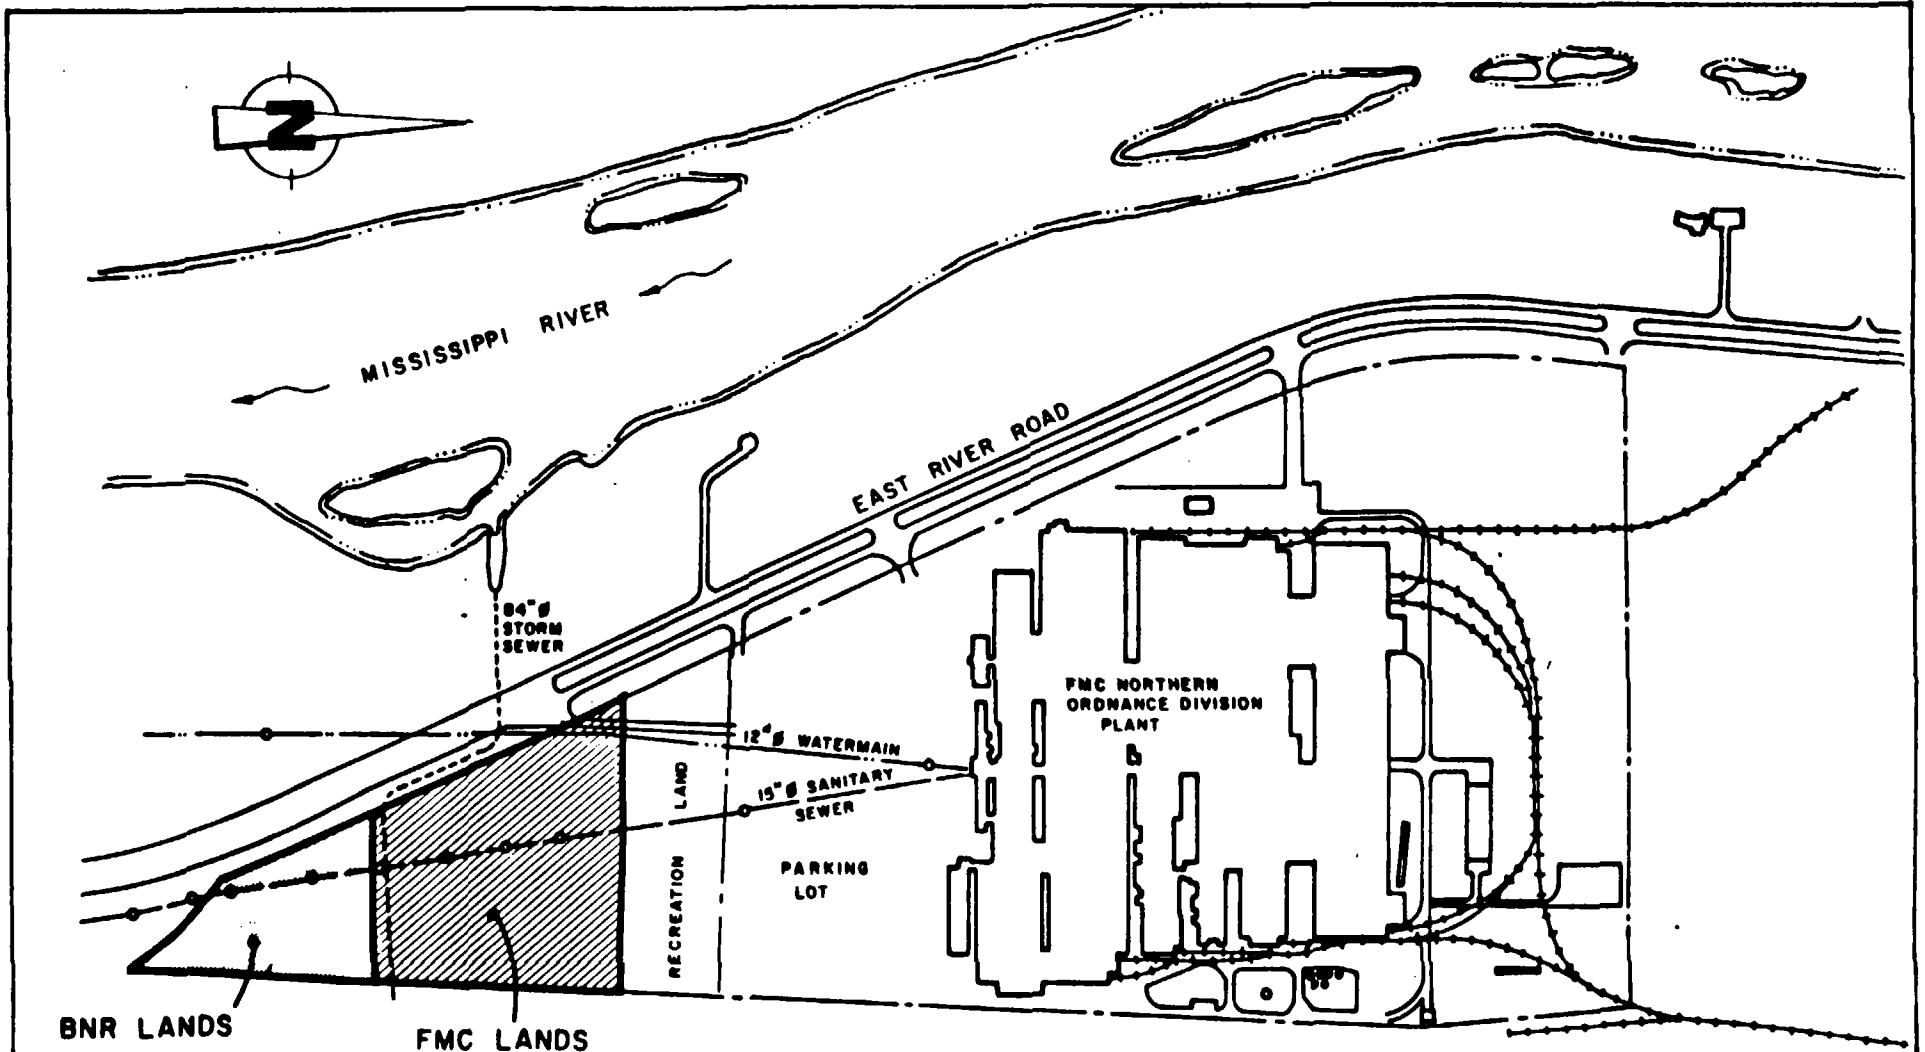 N
MISSISSIPPI RIVER
EAST RIVER ROAD
84"ø
STORM
SEWER
FMC NORTHERN
ORDNANCE DIVISION
PLANT
12"ø WATERMAIN
15"ø SANITARY
SEWER
RECREATION LAND
PARKING
LOT
BNR LANDS
FMC LANDS